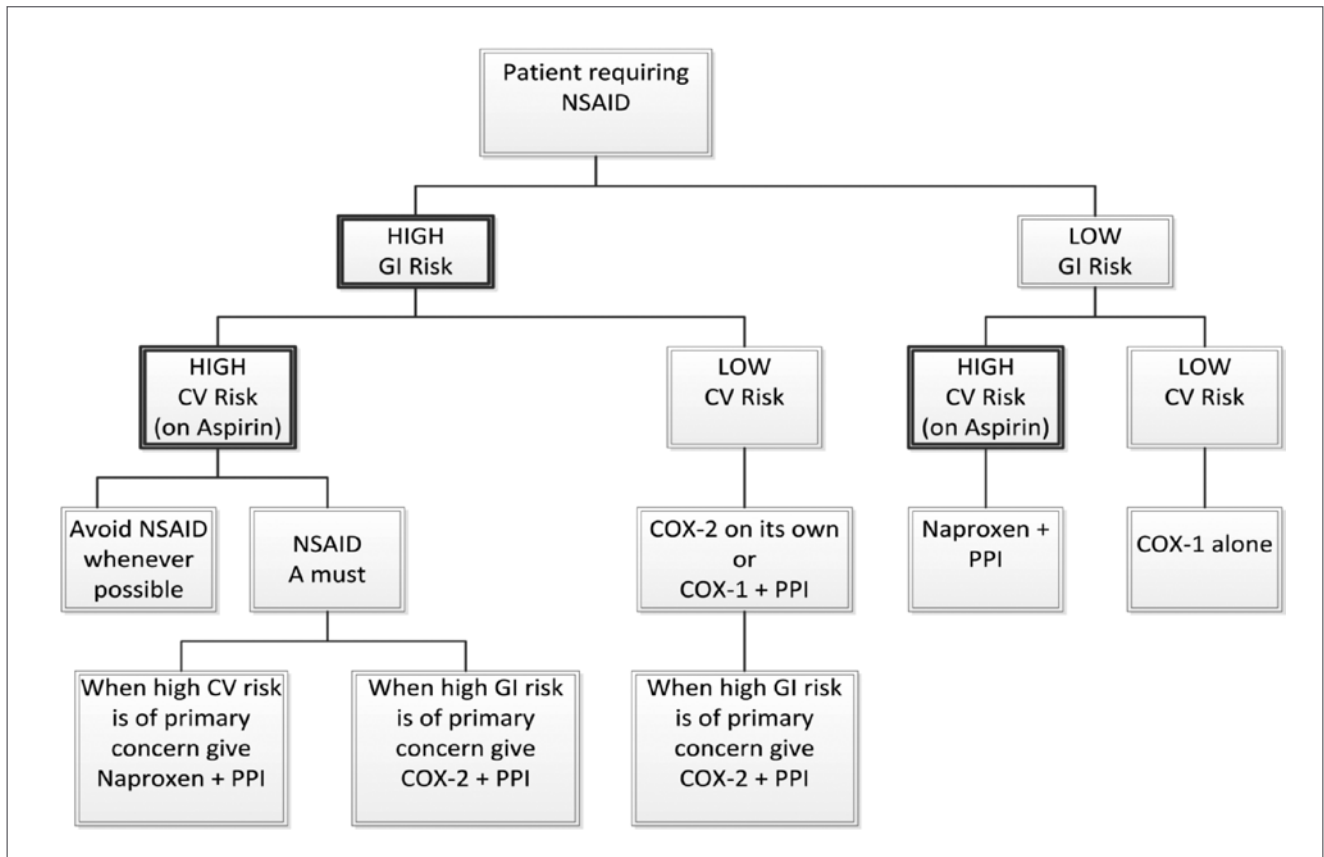 Patient requiring
NSAID
HIGH
GI Risk
LOW
GI Risk
HIGH
CV Risk
(on Aspirin)
LOW
CV Risk
HIGH
CV Risk
(on Aspirin)
LOW
CV Risk
Avoid NSAID
whenever
possible
NSAID
A must
COX-2 on its own
or
COX-1 + PPI
Naproxen +
PPI
COX-1 alone
When high CV risk
is of primary
concern give
Naproxen + PPI
When high GI risk
is of primary
concern give
COX-2 + PPI
When high GI risk
is of primary
concern give
COX-2 + PPI